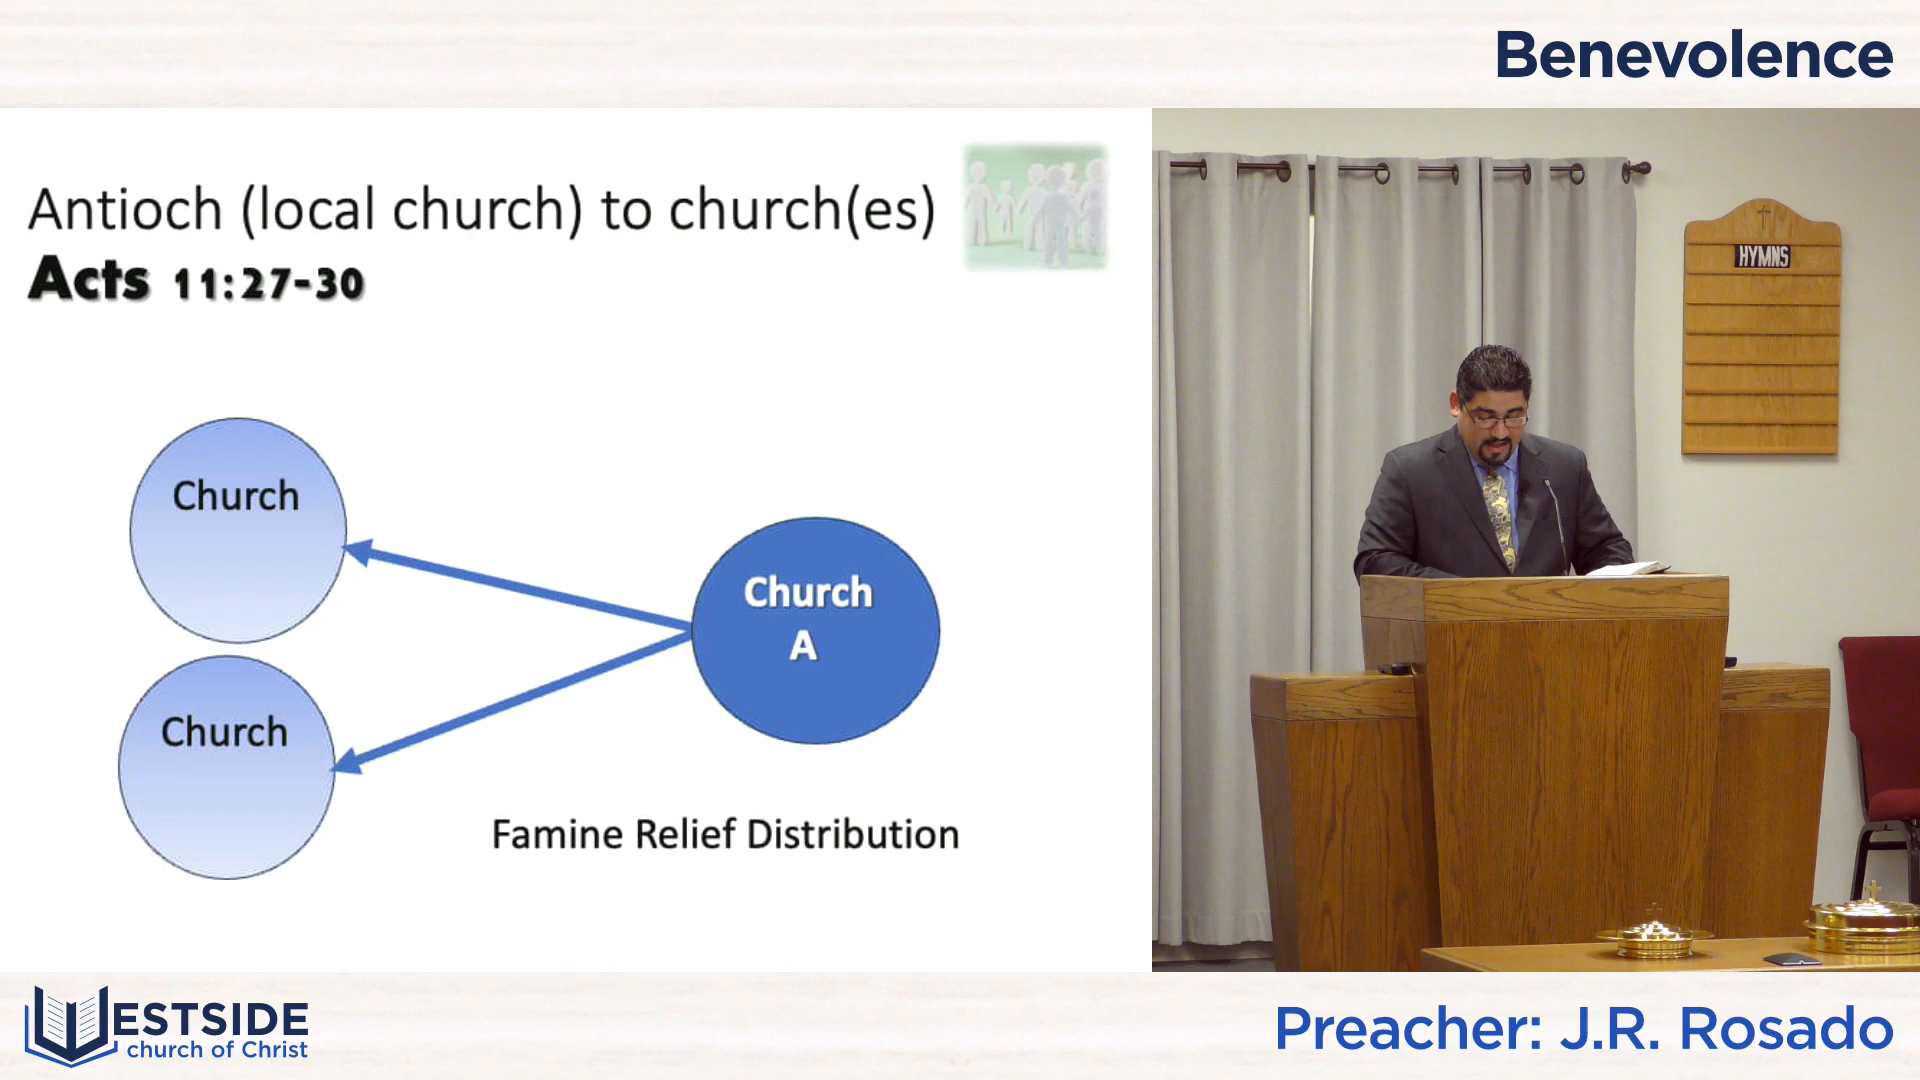 Benevolence
Antioch (local church) to church(es)
Acts 11:27-30
Church
Church
A
Church
Famine Relief Distribution
HYMNS
WESTSIDE
church of Christ
Preacher: J.R. Rosado